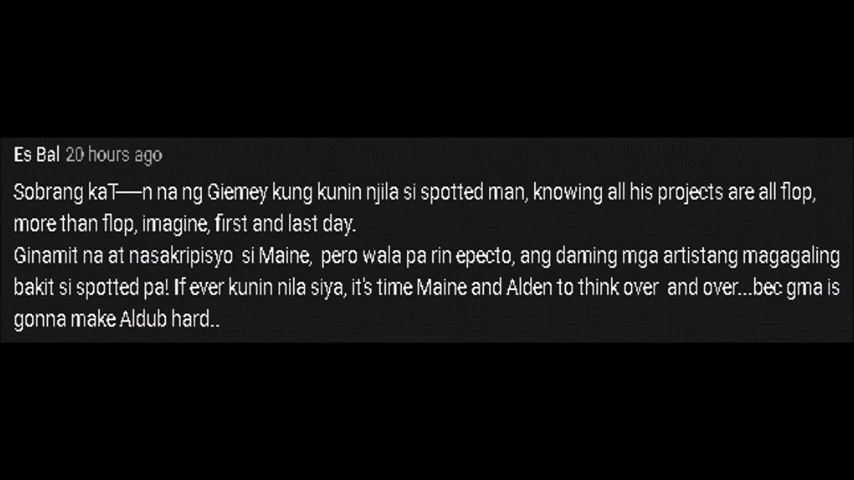 Es Bal 20 hours ago
Sobrang kaT----n na ng Giemey kung kunin njila si spotted man, knowing all his projects are all flop,
more than flop, imagine, first and last day.
Ginamit na at nasakripisyo si Maine, pero wala pa rin epecto, ang daming mga artistang magagaling
bakit si spotted pa! If ever kunin nila siya, it's time Maine and Alden to think over and over...bec gma is
gonna make Aldub hard..